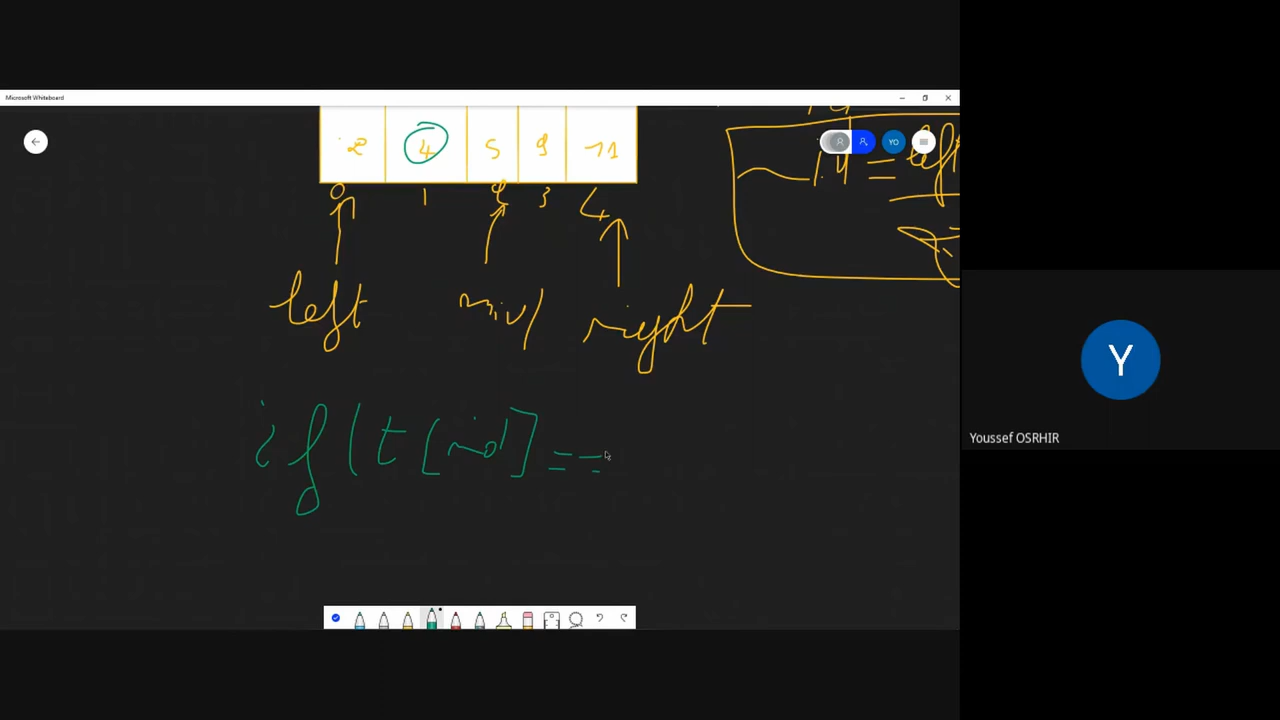 Microsoft Whiteboard
2 4 5 9 11
YO
= left
0 1 2 3 4
left mid right
Youssef OSRHIR
Y
if (t[mid] ==